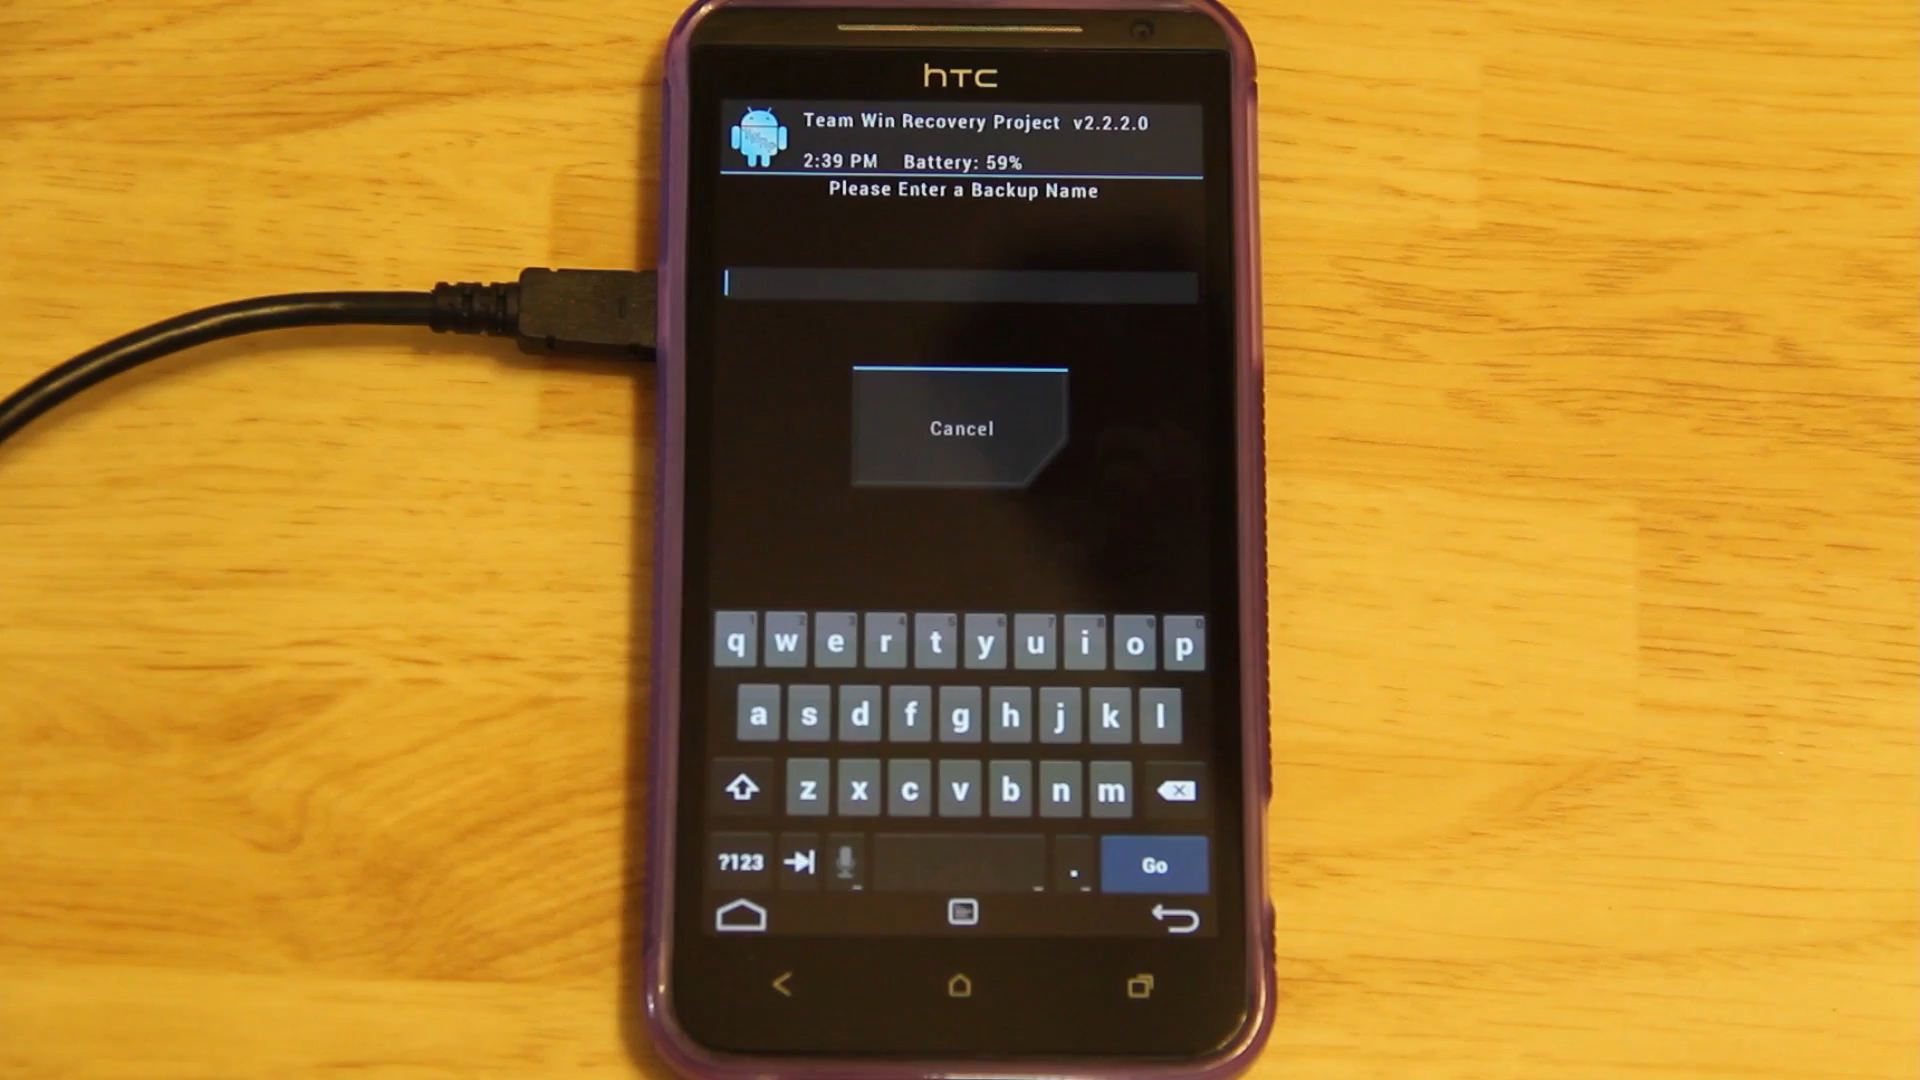 hTC
Team Win Recovery Project v2.2.2.0
2:39 PM Battery: 59%
Please Enter a Backup Name
Cancel
q w e r t y u i o p
a s d f g h j k l
z x c v b n m
?123 . Go